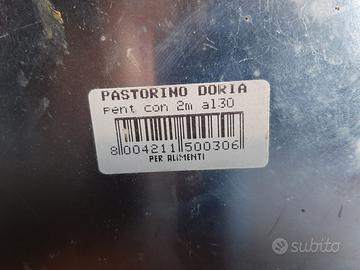 PASTORINO DORIA
pent con 2m al30
8 004211 500306
PER ALIMENTI
subito